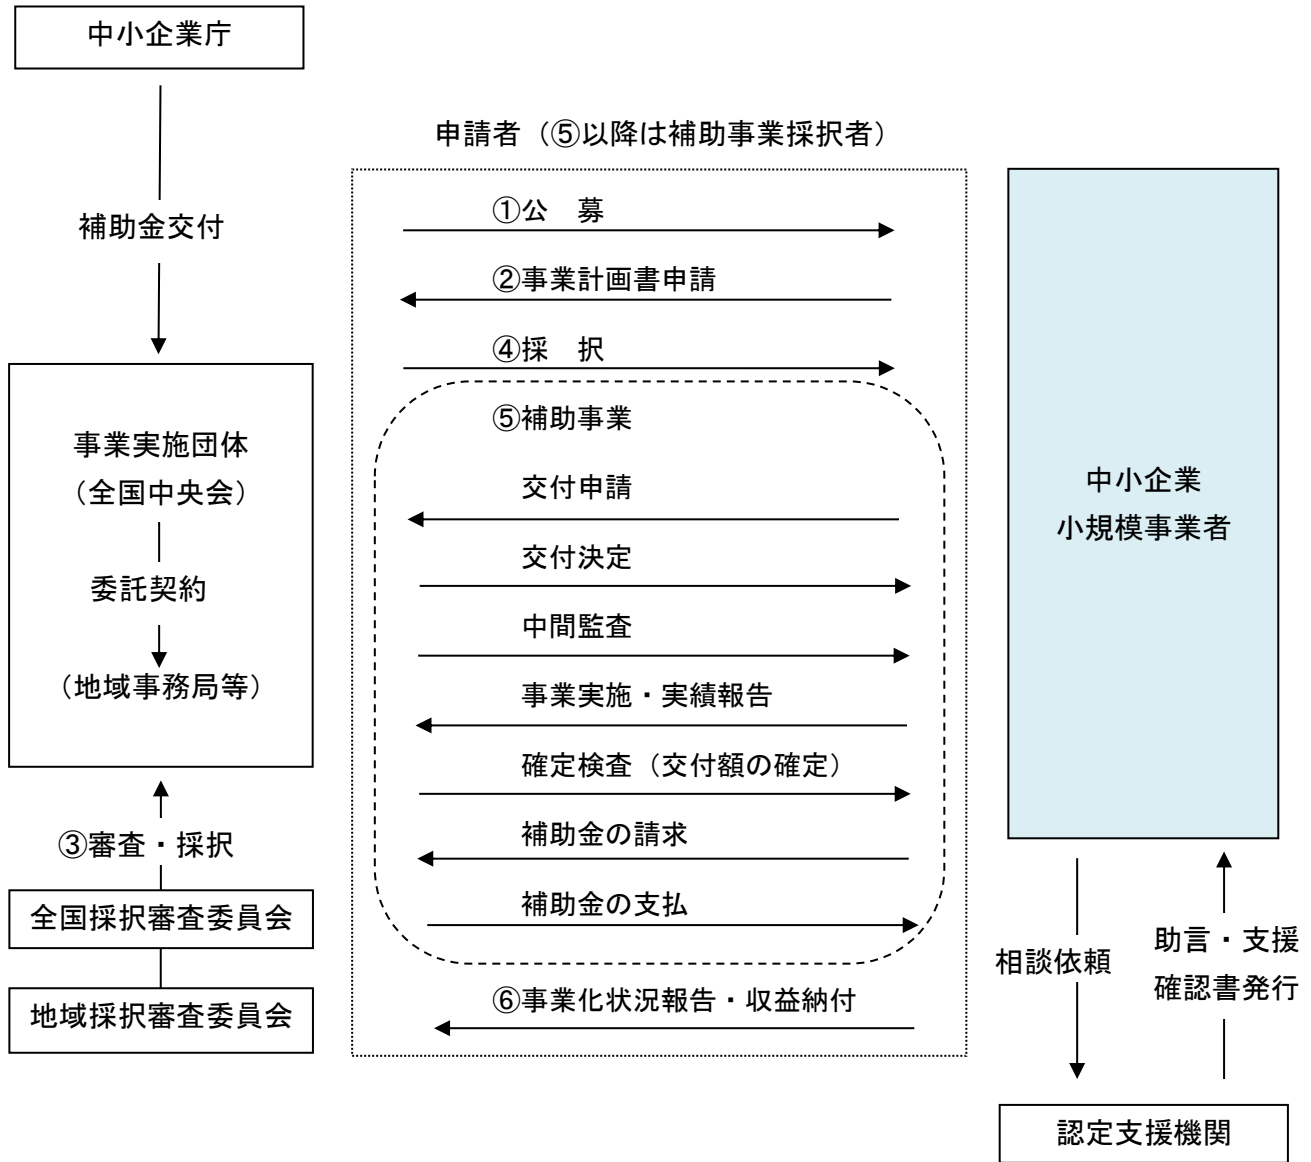 中小企業庁
補助金交付
事業実施団体
（全国中央会）
委託契約
（地域事務局等）
③審査・採択
全国採択審査委員会
地域採択審査委員会
申請者（⑤以降は補助事業採択者）
①公　募
②事業計画書申請
④採　択
⑤補助事業
交付申請
交付決定
中間監査
事業実施・実績報告
確定検査（交付額の確定）
補助金の請求
補助金の支払
⑥事業化状況報告・収益納付
中小企業
小規模事業者
相談依頼
助言・支援
確認書発行
認定支援機関